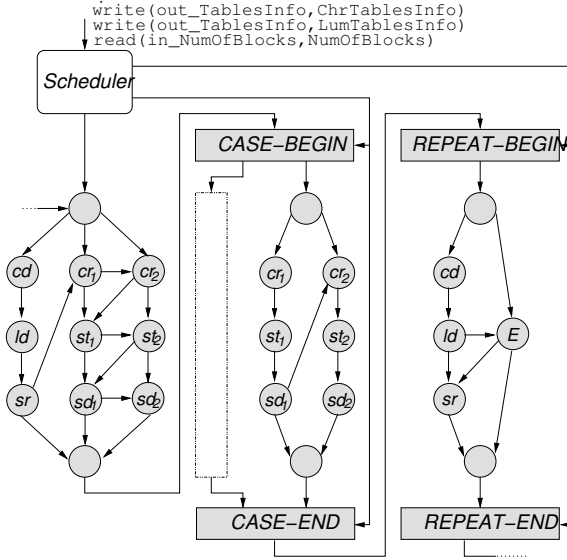 write(out_TablesInfo,ChrTablesInfo)
write(out_TablesInfo,LumTablesInfo)
read(in_NumOfBlocks,NumOfBlocks)
Scheduler
CASE–BEGIN
REPEAT–BEGIN
cd cr1 cr2
ld st1 st2
sr sd1 sd2
cr1 cr2
st1 st2
sd1 sd2
cd
ld E
sr
CASE–END
REPEAT–END